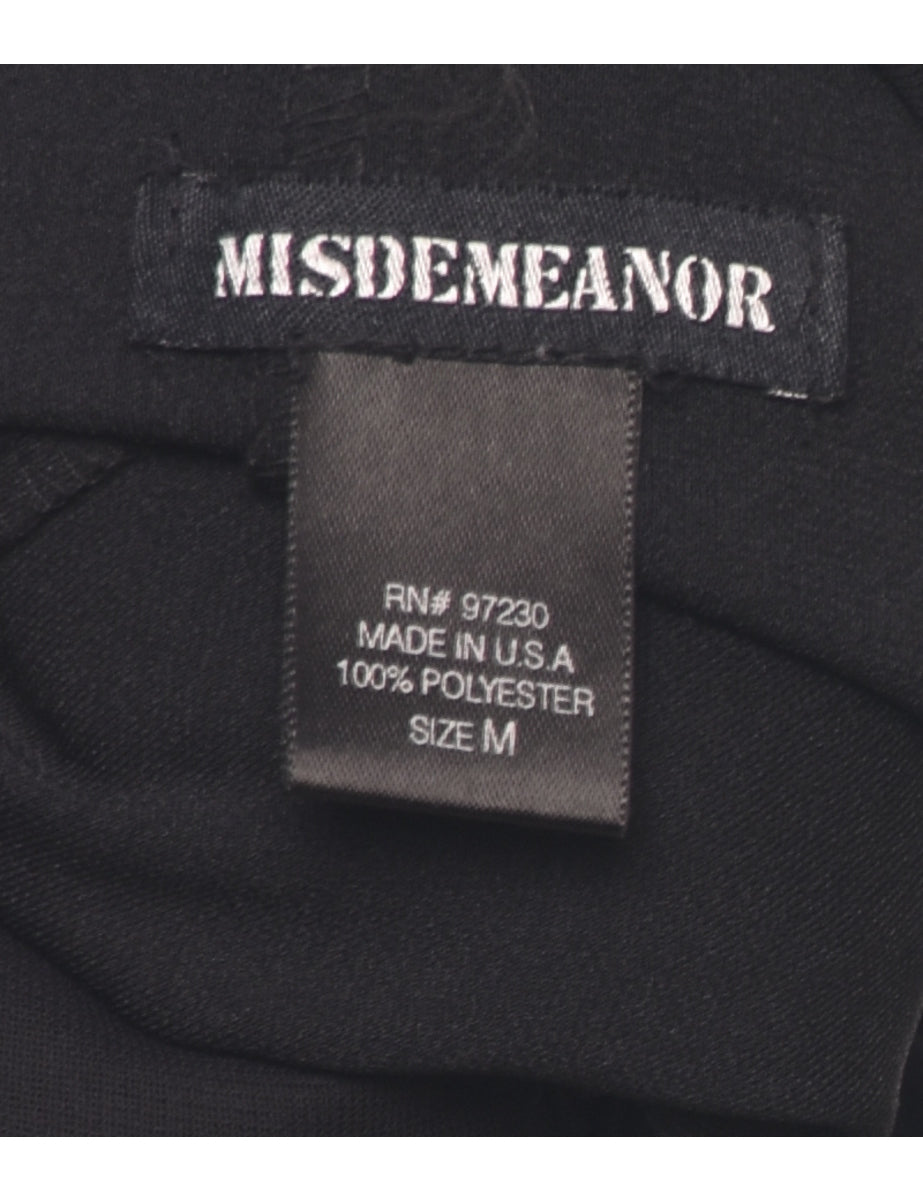 MISDEMEANOR
RN# 97230
MADE IN U.S.A
100% POLYESTER
SIZE M